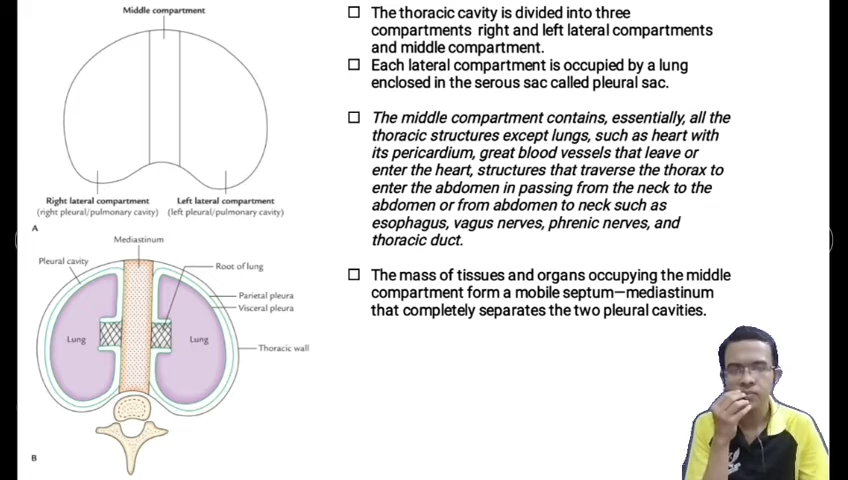 Middle compartment
Right lateral compartment
(right pleural/pulmonary cavity)
Left lateral compartment
(left pleural/pulmonary cavity)
A
Mediastinum
Pleural cavity
Root of lung
Parietal pleura
Visceral pleura
Lung
Lung
Thoracic wall
B
The thoracic cavity is divided into three
compartments right and left lateral compartments
and middle compartment.
Each lateral compartment is occupied by a lung
enclosed in the serous sac called pleural sac.
The middle compartment contains, essentially, all the
thoracic structures except lungs, such as heart with
its pericardium, great blood vessels that leave or
enter the heart, structures that traverse the thorax to
enter the abdomen in passing from the neck to the
abdomen or from abdomen to neck such as
esophagus, vagus nerves, phrenic nerves, and
thoracic duct.
The mass of tissues and organs occupying the middle
compartment form a mobile septum—mediastinum
that completely separates the two pleural cavities.